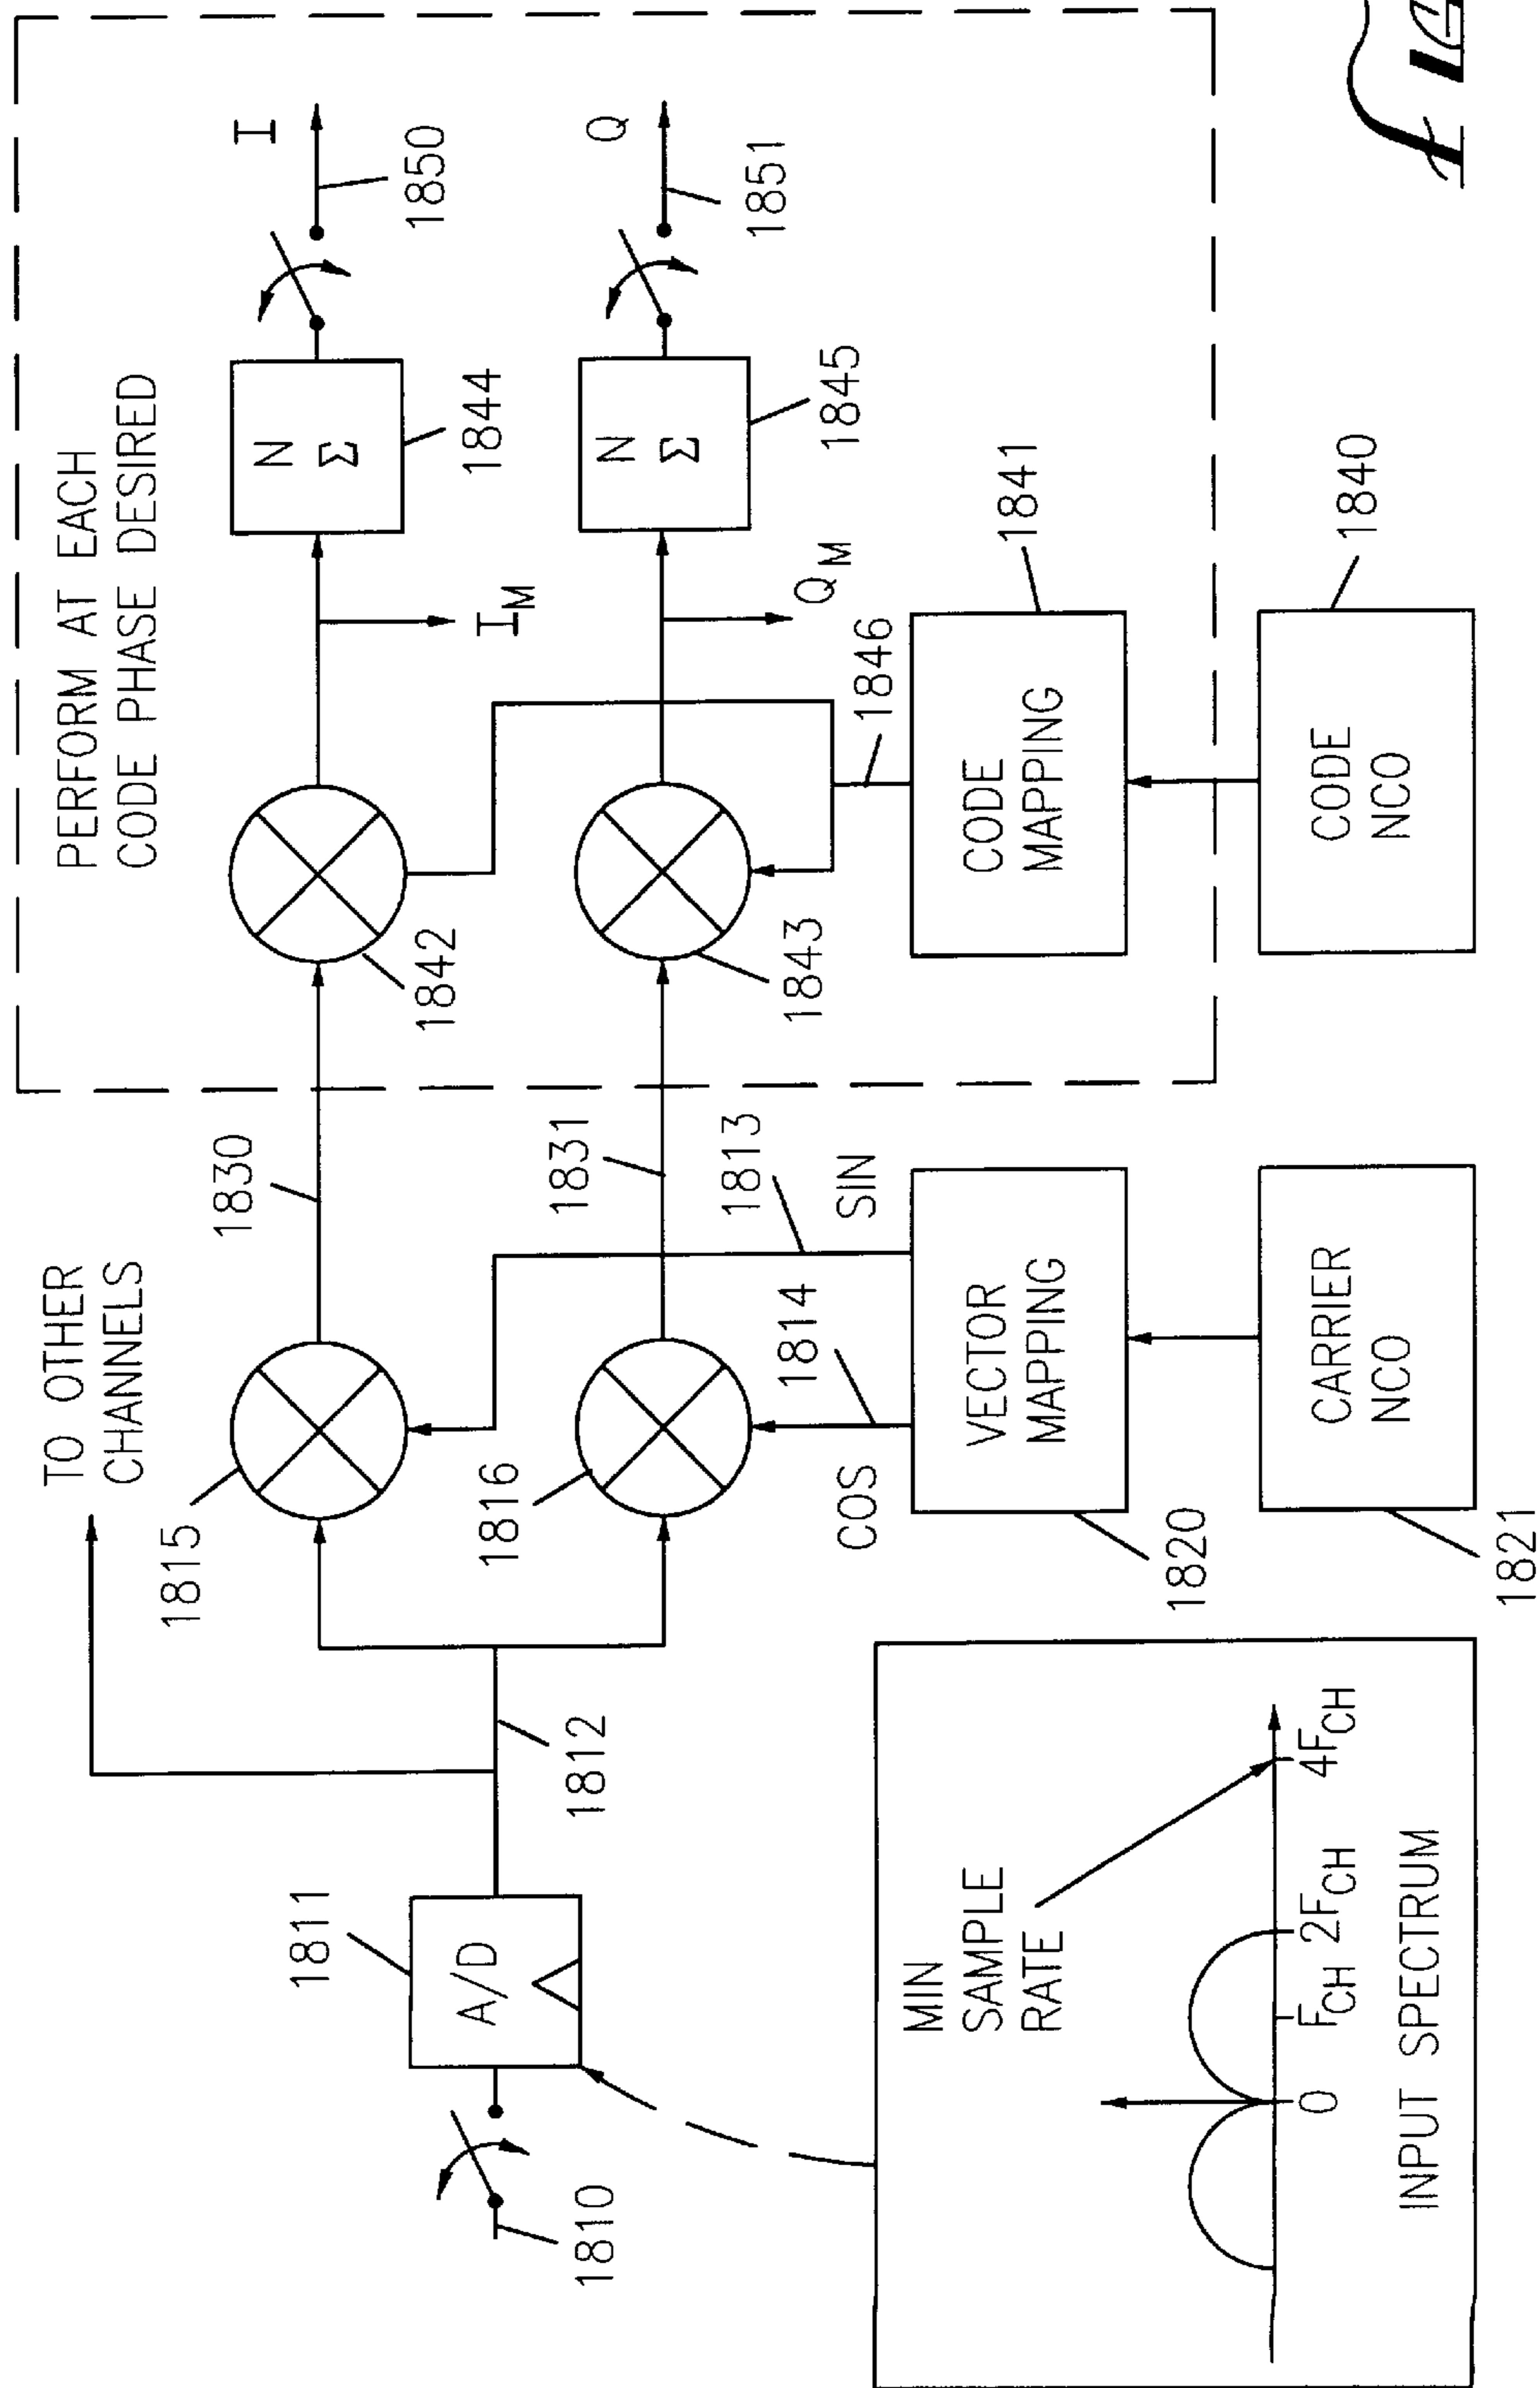 TO OTHER
CHANNELS
PERFORM AT EACH
CODE PHASE DESIRED
1810
1811
A/D
1812
1815
1816
1830
1831
1813
SIN
1814
COS
VECTOR
MAPPING
1820
CARRIER
NCO
1821
1842
1843
I_M
Q_M
N
Σ
1844
N
Σ
1845
I
1850
Q
1851
1846
CODE
MAPPING
1841
CODE
NCO
1840
MIN
SAMPLE
RATE
0
F_CH
2F_CH
4F_CH
INPUT SPECTRUM